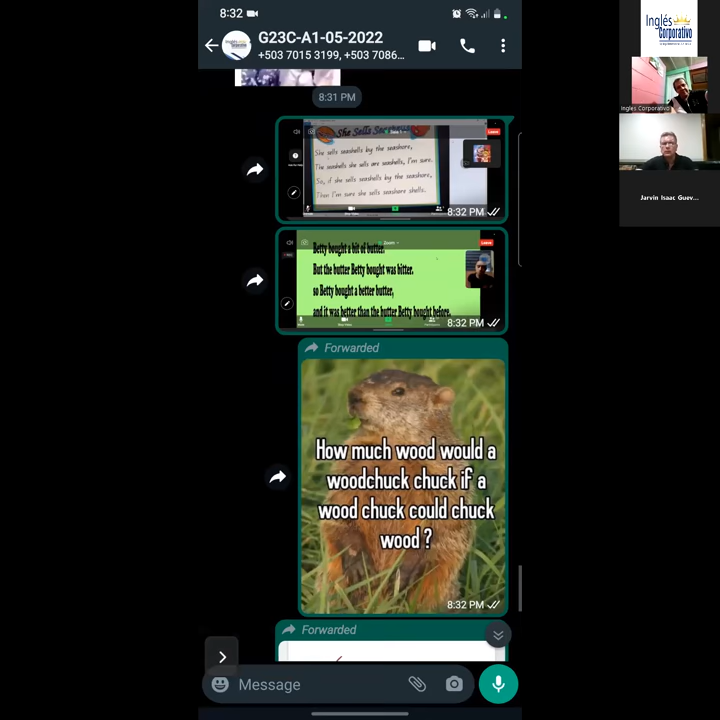 8:32
G23C-A1-05-2022
+503 7015 3199, +503 7086...
8:31 PM
She Sells Seashells
She sells seashells by the seashore,
The seashells she sells are seashells, I'm sure.
So, if she sells seashells by the seashore,
Then I'm sure she sells seashore shells.
Leave
8:32 PM
Zoom
Leave
Betty bought a bit of butter.
But the butter Betty bought was bitter.
so Betty bought a better butter,
and it was better than the butter Betty bought before.
8:32 PM
Forwarded
How much wood would a
woodchuck chuck if a
wood chuck could chuck
wood ?
8:32 PM
Forwarded
Message
Inglés
Corporativo
Ingles Corporativo
Jarvin Isaac Guev...